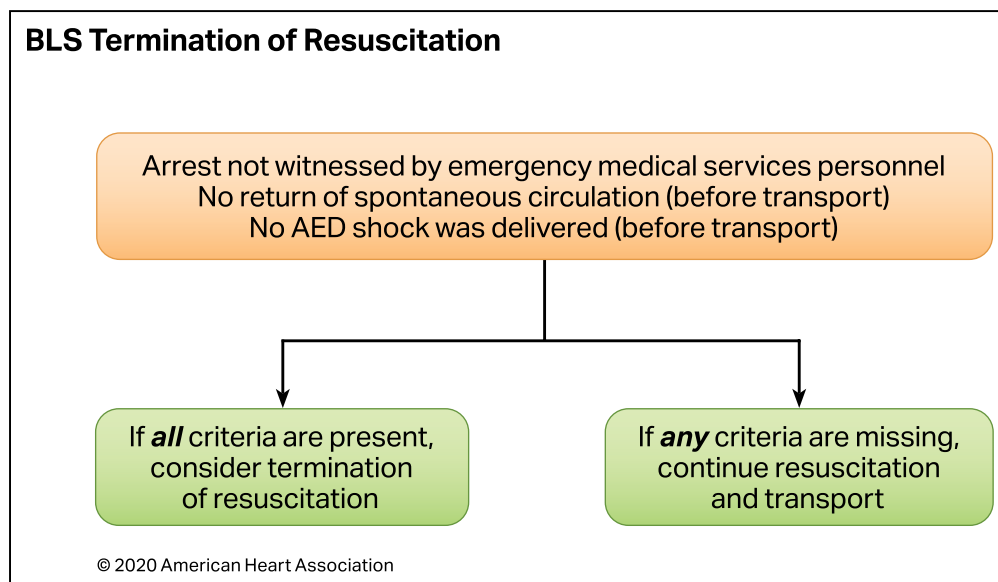 BLS Termination of Resuscitation
Arrest not witnessed by emergency medical services personnel
No return of spontaneous circulation (before transport)
No AED shock was delivered (before transport)
If all criteria are present,
consider termination
of resuscitation
If any criteria are missing,
continue resuscitation
and transport
© 2020 American Heart Association